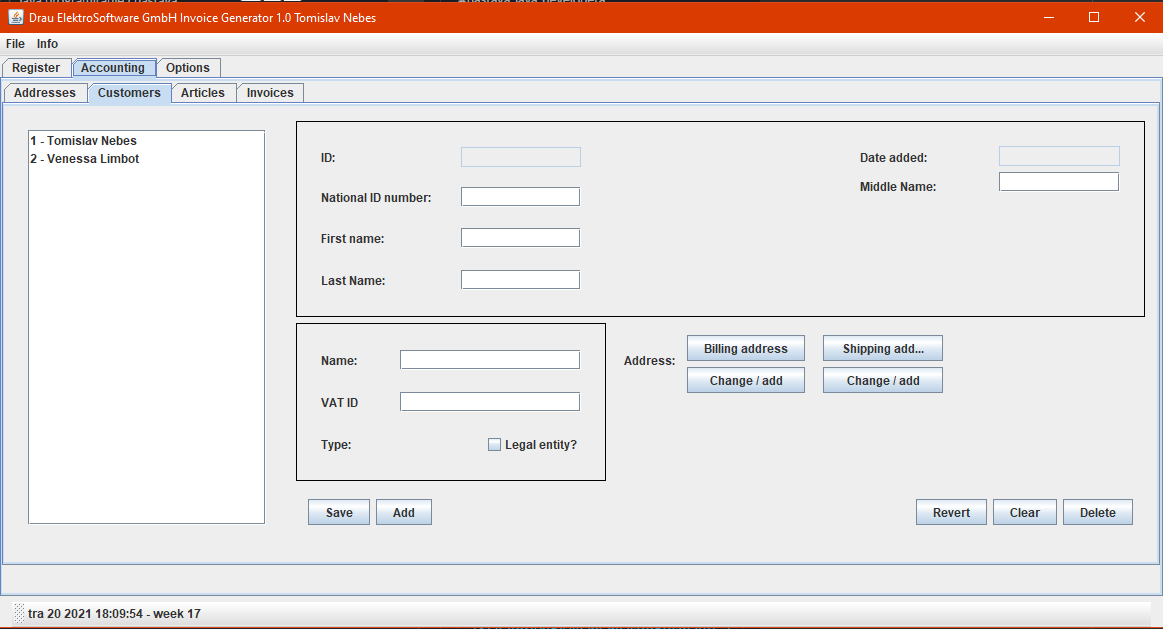 Drau ElektroSoftware GmbH Invoice Generator 1.0 Tomislav Nebes
File Info
Register Accounting Options
Addresses Customers Articles Invoices
1 - Tomislav Nebes
2 - Venessa Limbot
ID:
Date added:
Middle Name:
National ID number:
First name:
Last Name:
Name:
VAT ID
Type:
Legal entity?
Address:
Billing address Shipping add...
Change / add Change / add
Save Add Revert Clear Delete
tra 20 2021 18:09:54 - week 17